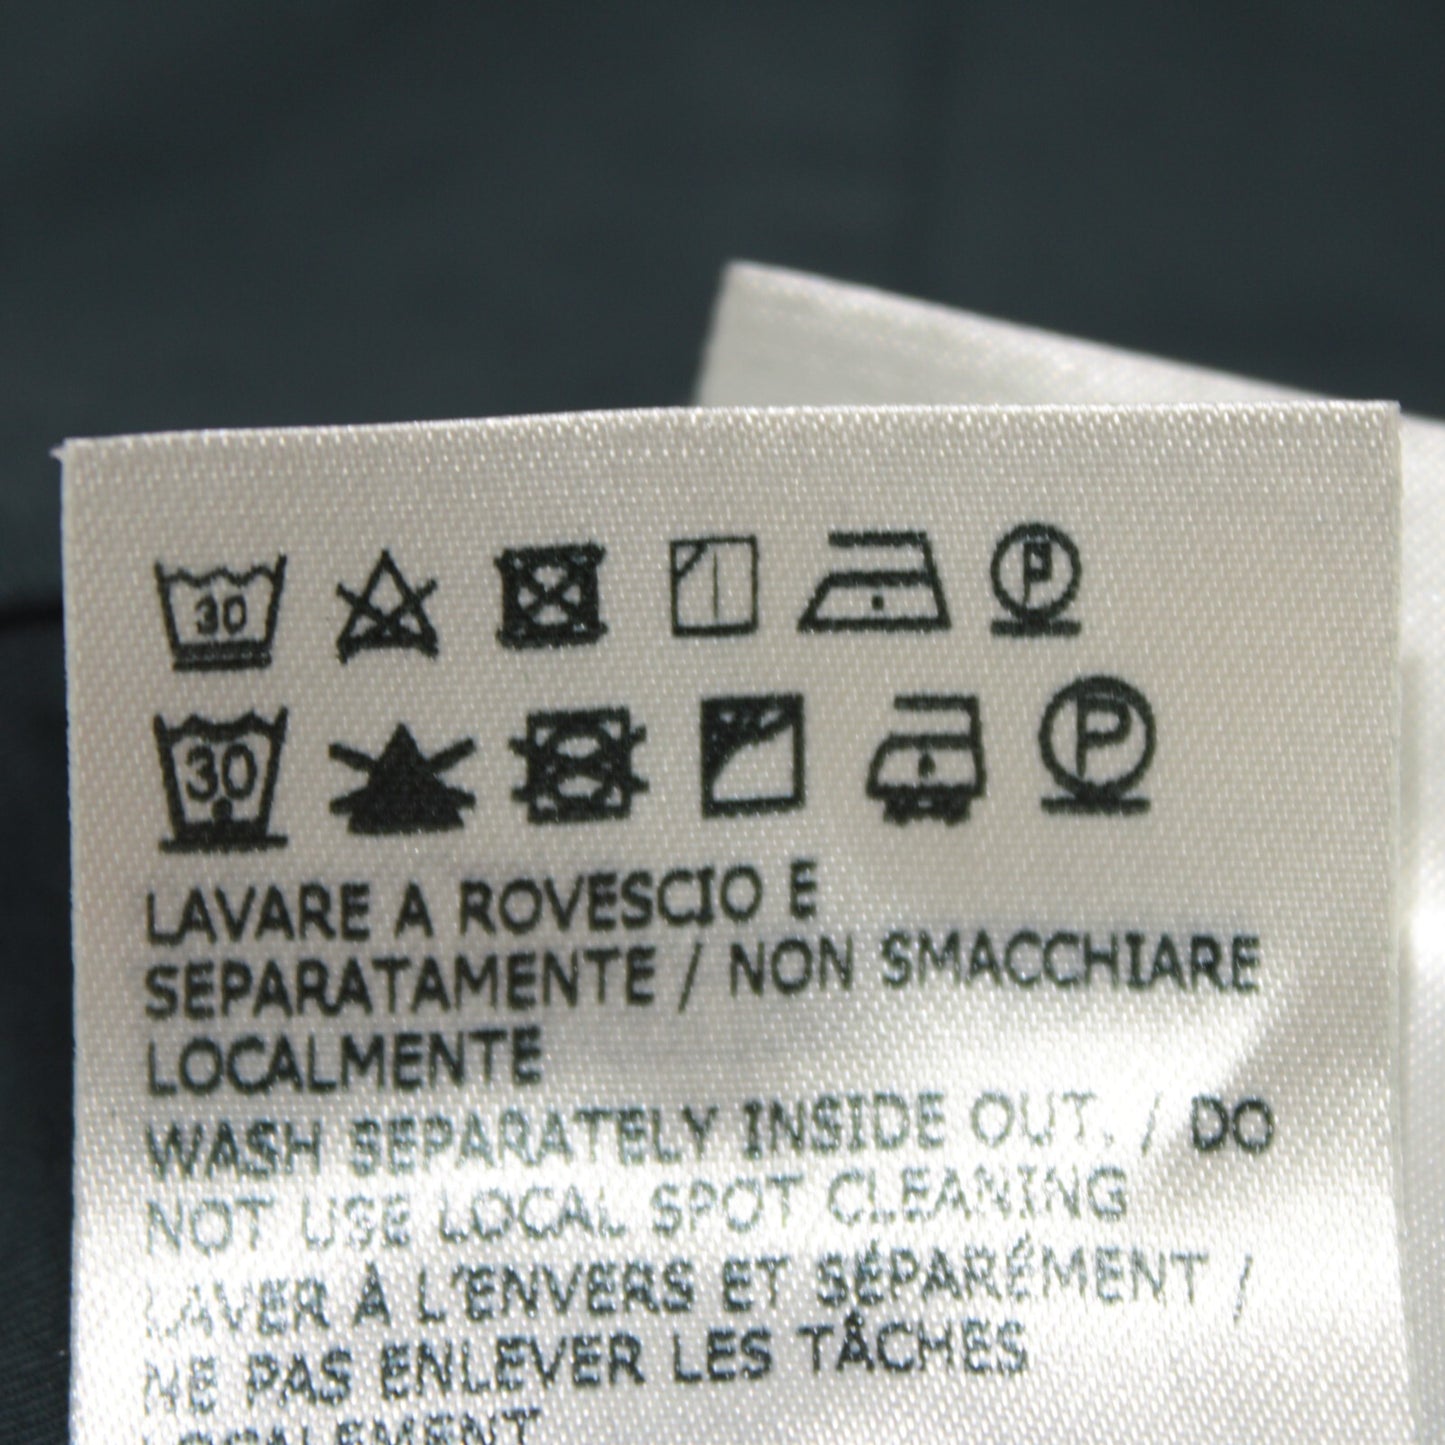 30 P
30 P
LAVARE A ROVESCIO E
SEPARATAMENTE / NON SMACCHIARE
LOCALMENTE
WASH SEPARATELY INSIDE OUT. / DO
NOT USE LOCAL SPOT CLEANING
LAVER À L'ENVERS ET SÉPARÉMENT /
NE PAS ENLEVER LES TÂCHES
LOCALEMENT